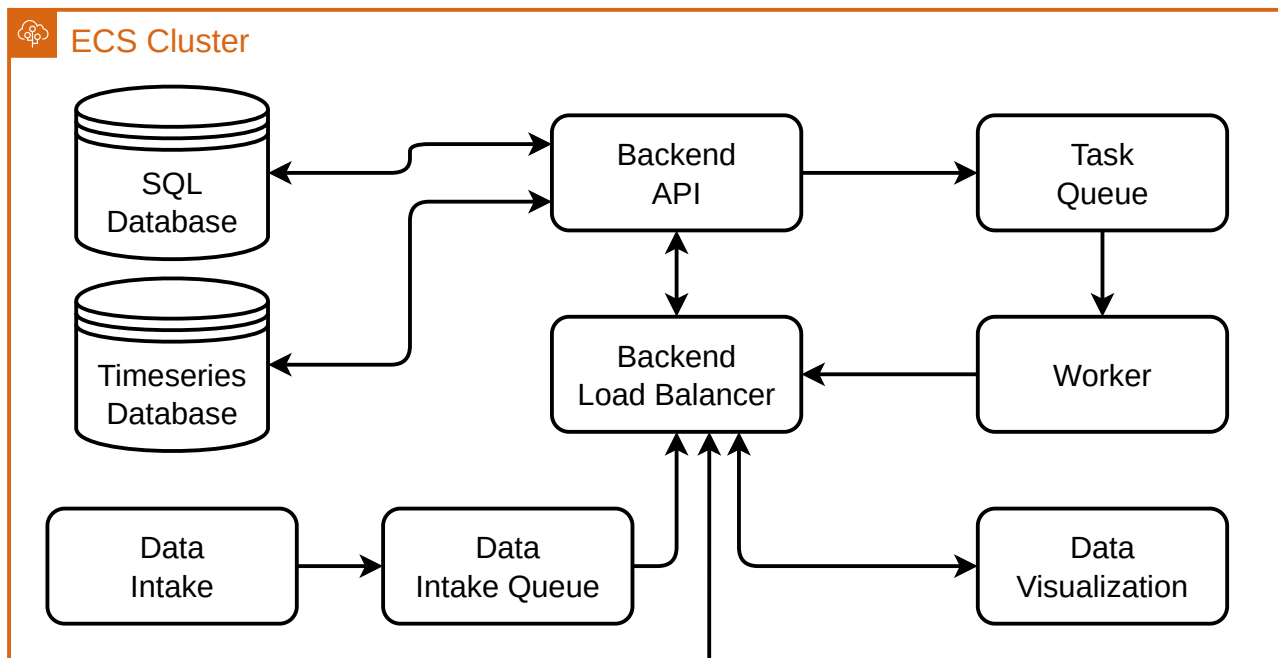 ECS Cluster
SQL
Database
Backend
API
Task
Queue
Timeseries
Database
Backend
Load Balancer
Worker
Data
Intake
Data
Intake Queue
Data
Visualization